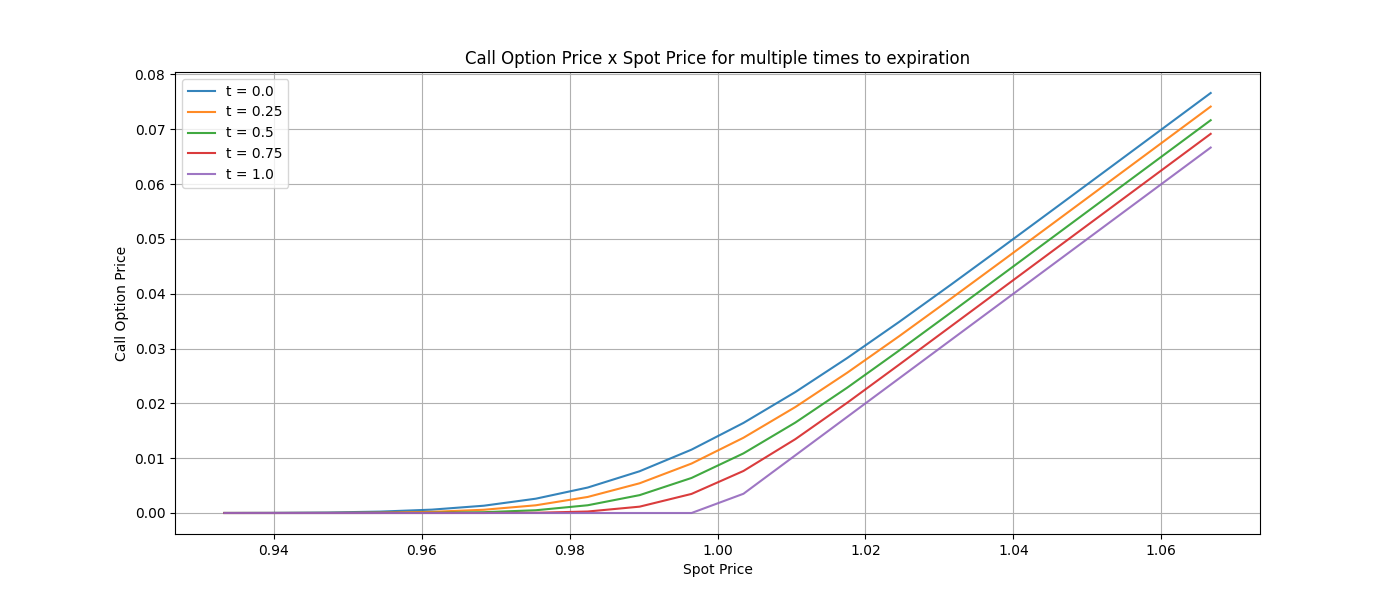 Call Option Price x Spot Price for multiple times to expiration
t = 0.0
t = 0.25
t = 0.5
t = 0.75
t = 1.0
Call Option Price
0.08
0.07
0.06
0.05
0.04
0.03
0.02
0.01
0.00
0.94 0.96 0.98 1.00 1.02 1.04 1.06
Spot Price